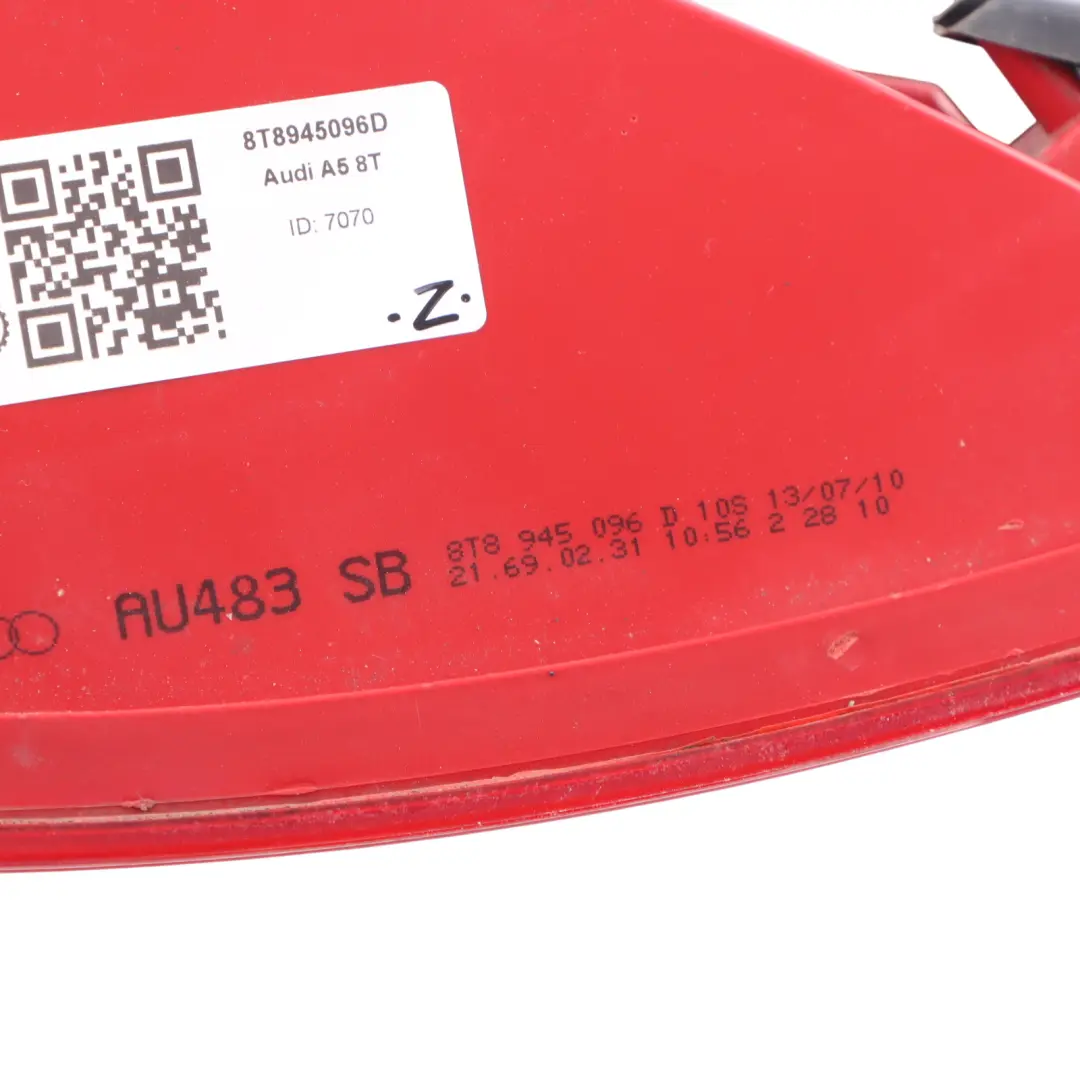 8T8945096D
Audi A5 8T
ID: 7070
.Z.
AU483 SB
8T8 945 096 D 10S 13/07/10
21.69.02.31 10:56 2 28 10